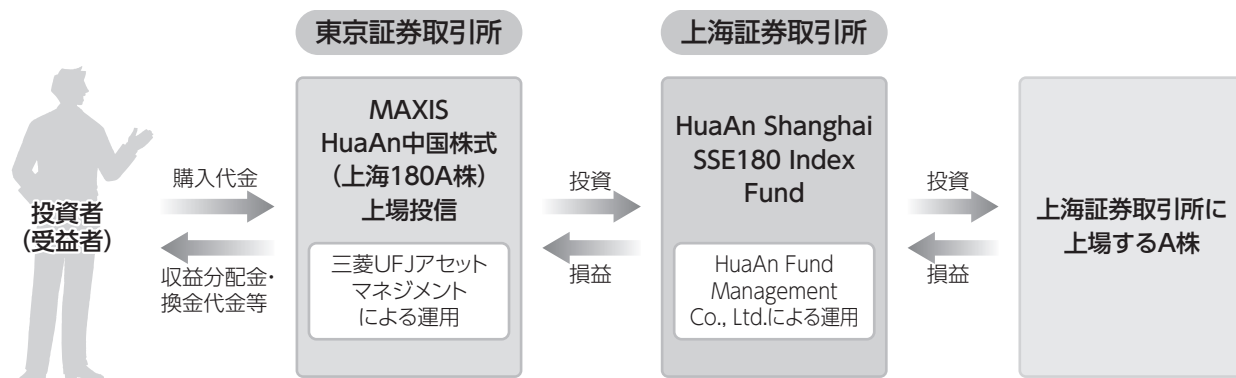 東京証券取引所
上海証券取引所
投資者
(受益者)
購入代金
収益分配金・
換金代金等
MAXIS
HuaAn中国株式
(上海180A株)
上場投信
三菱UFJアセット
マネジメント
による運用
投資
損益
HuaAn Shanghai
SSE180 Index
Fund
HuaAn Fund
Management
Co., Ltd.による運用
投資
損益
上海証券取引所に
上場するA株